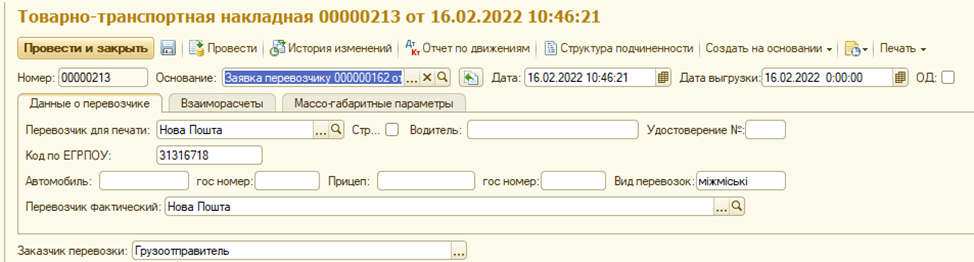 Товарно-транспортная накладная 00000213 от 16.02.2022 10:46:21
Провести и закрыть Провести История изменений Дт Кт Отчет по движениям Структура подчиненности Создать на основании Печать
Номер: 00000213 Основание: Заявка перевозчику 000000162 от ... Дата: 16.02.2022 10:46:21 Дата выгрузки: 16.02.2022 0:00:00 ОД:
Данные о перевозчике Взаиморасчеты Массо-габаритные параметры
Перевозчик для печати: Нова Пошта ... Стр... Водитель: Удостоверение №:
Код по ЕГРПОУ: 31316718
Автомобиль: гос номер: Прицеп: гос номер: Вид перевозок: міжміські
Перевозчик фактический: Нова Пошта ...
Заказчик перевозки: Грузоотправитель ...